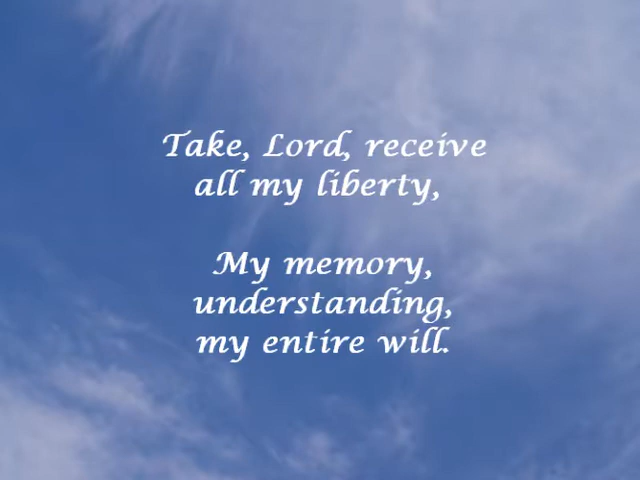 Take, Lord, receive
all my liberty,
My memory,
understanding,
my entire will.